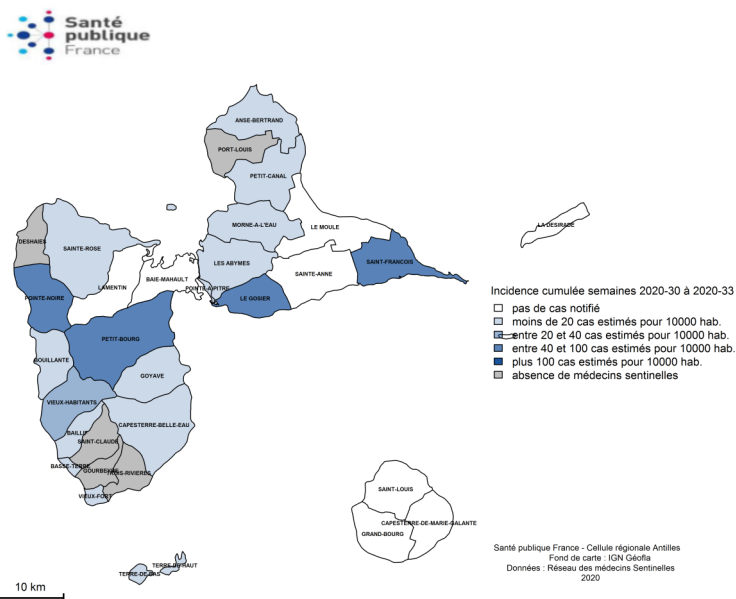 Santé
publique
France
ANSE-BERTRAND
PORT-LOUIS
PETIT-CANAL
MORNE-A-L'EAU
LE MOULE
LA DESIRADE
DESHAIES
SAINTE-ROSE
LES ABYMES
SAINT-FRANCOIS
SAINTE-ANNE
BAIE-MAHAULT
LAMENTIN
POINTE-A-PITRE
POINTE-NOIRE
LE GOSIER
PETIT-BOURG
BOUILLANTE
GOYAVE
VIEUX-HABITANTS
CAPESTERRE-BELLE-EAU
BAILLIF
SAINT-CLAUDE
BASSE-TERRE
GOURBEYRE
TROIS-RIVIERES
VIEUX-FORT
TERRE-DE-HAUT
TERRE-DE-BAS
SAINT-LOUIS
CAPESTERRE-DE-MARIE-GALANTE
GRAND-BOURG
Incidence cumulée semaines 2020-30 à 2020-33
pas de cas notifié
moins de 20 cas estimés pour 10000 hab.
entre 20 et 40 cas estimés pour 10000 hab.
entre 40 et 100 cas estimés pour 10000 hab.
plus 100 cas estimés pour 10000 hab.
absence de médecins sentinelles
Santé publique France - Cellule régionale Antilles
Fond de carte : IGN Géofla
Données : Réseau des médecins Sentinelles
2020
10 km